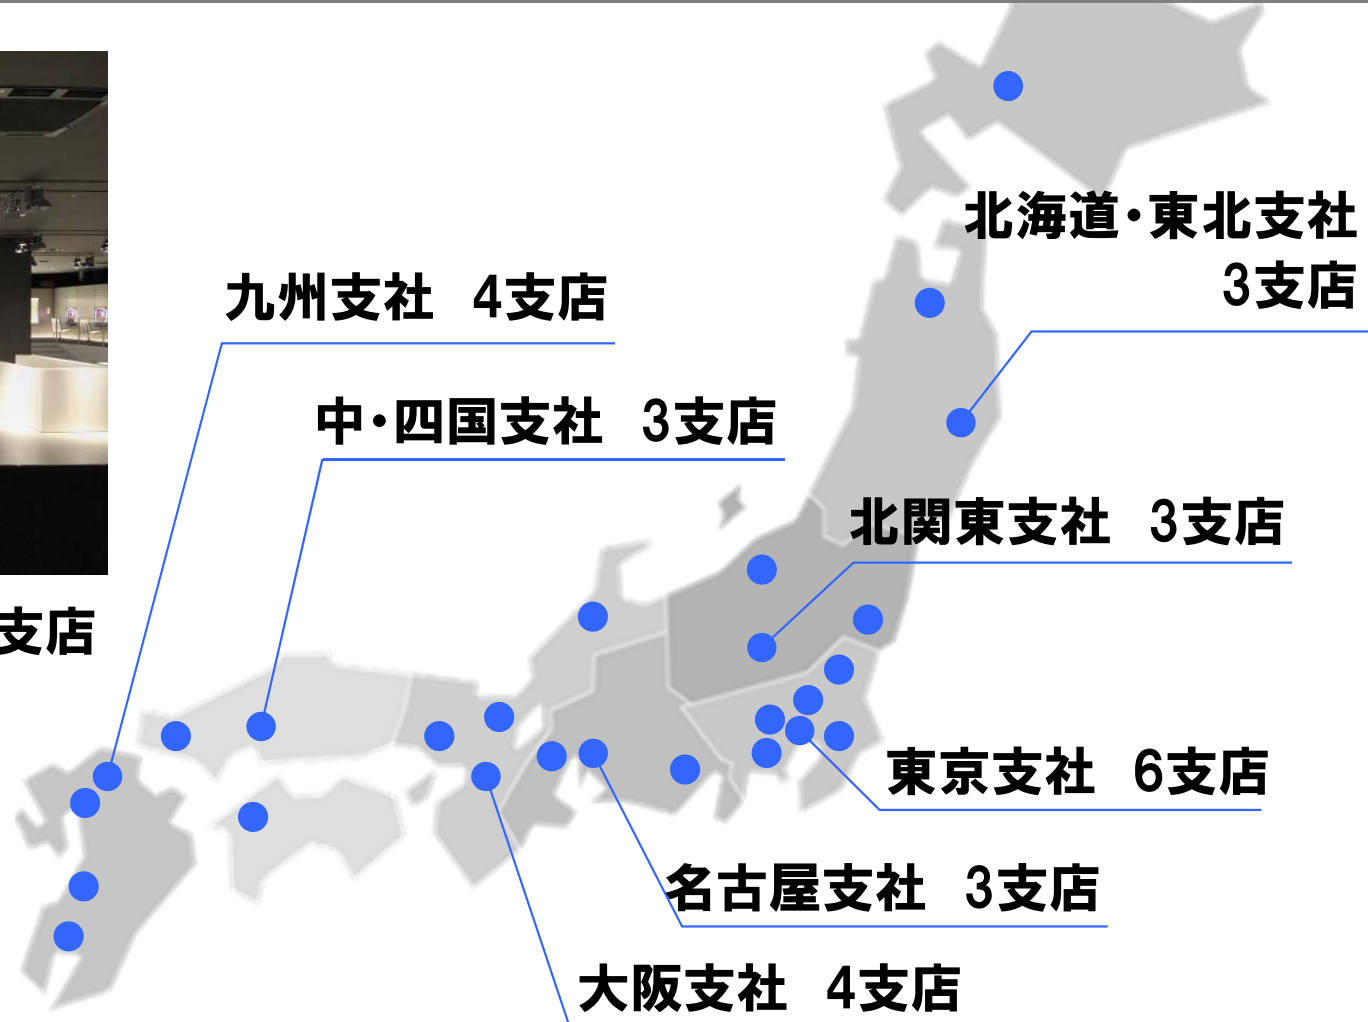 北海道・東北支社
3支店
九州支社　4支店
中・四国支社　3支店
北関東支社　3支店
支店
東京支社　6支店
名古屋支社　3支店
大阪支社　4支店